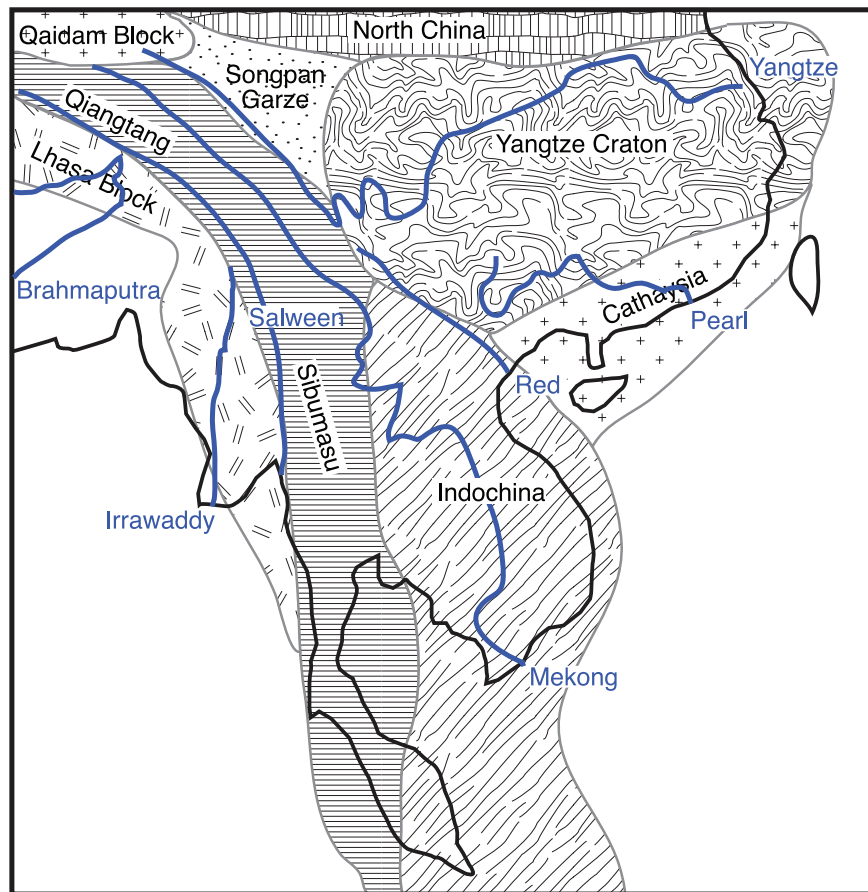 Qaidam Block
North China
Songpan
Garze
Yangtze
Qiangtang
Yangtze Craton
Lhasa Block
Brahmaputra
Salween
Cathaysia
Pearl
Sibumasu
Red
Indochina
Irrawaddy
Mekong